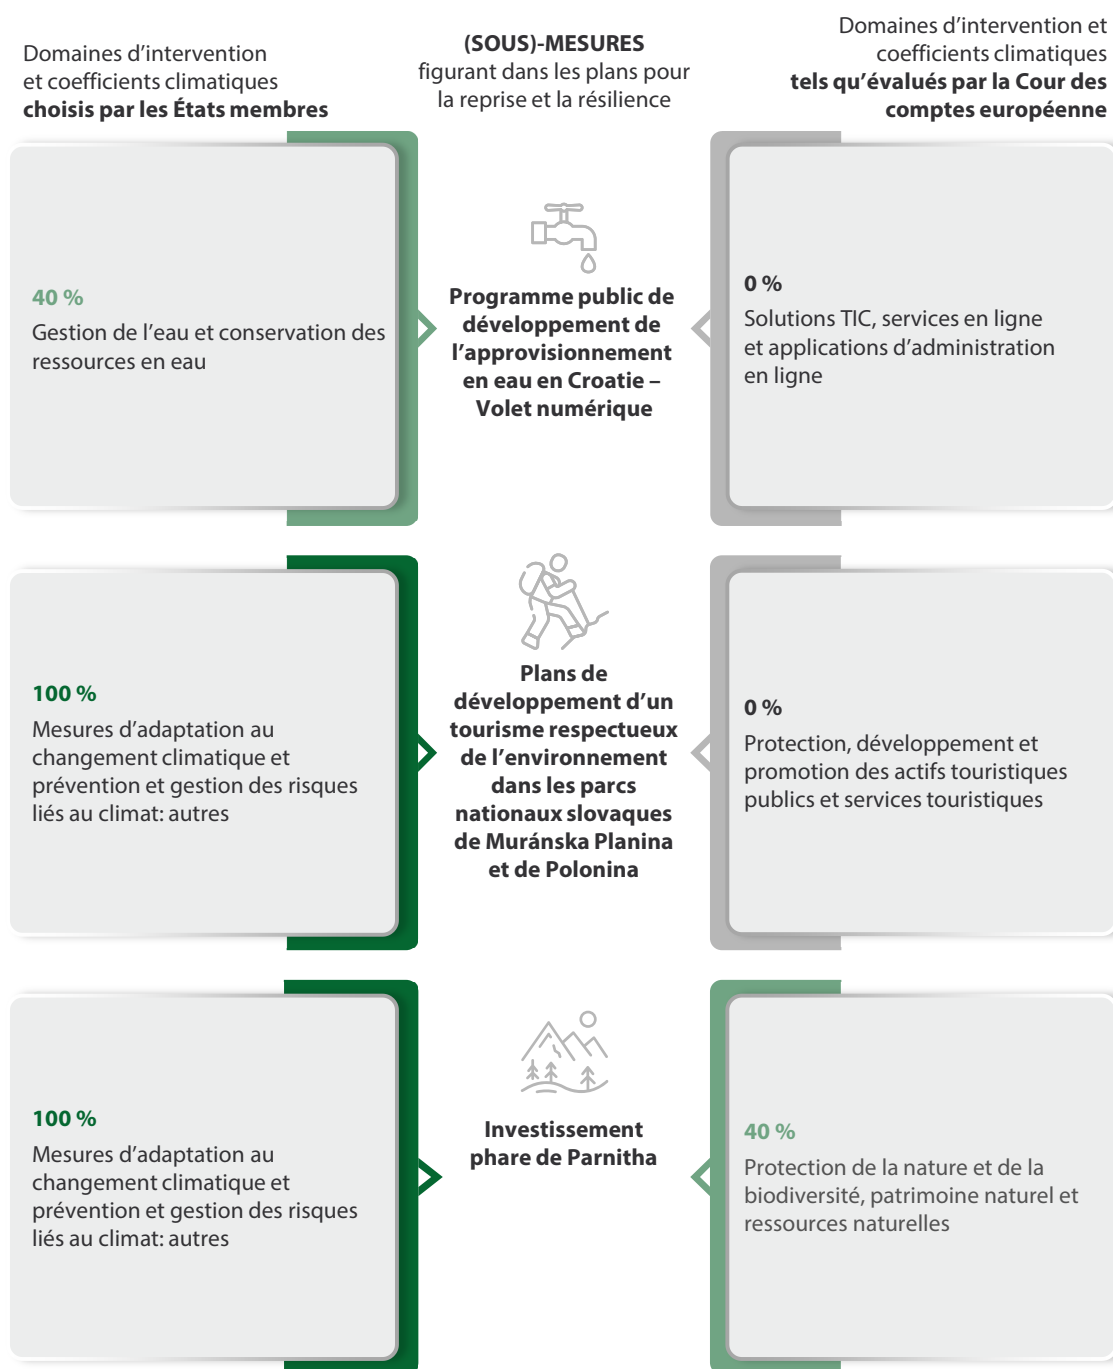 Domaines d’intervention
et coefficients climatiques
choisis par les États membres
(SOUS)-MESURES
figurant dans les plans pour
la reprise et la résilience
Domaines d’intervention et
coefficients climatiques
tels qu’évalués par la Cour des
comptes européenne
40 %
Gestion de l’eau et conservation des
ressources en eau
Programme public de
développement de
l’approvisionnement
en eau en Croatie –
Volet numérique
0 %
Solutions TIC, services en ligne
et applications d’administration
en ligne
100 %
Mesures d’adaptation au
changement climatique et
prévention et gestion des risques
liés au climat: autres
Plans de
développement d’un
tourisme respectueux
de l’environnement
dans les parcs
nationaux slovaques
de Muránska Planina
et de Polonina
0 %
Protection, développement et
promotion des actifs touristiques
publics et services touristiques
100 %
Mesures d’adaptation au
changement climatique et
prévention et gestion des risques
liés au climat: autres
Investissement
phare de Parnitha
40 %
Protection de la nature et de la
biodiversité, patrimoine naturel et
ressources naturelles